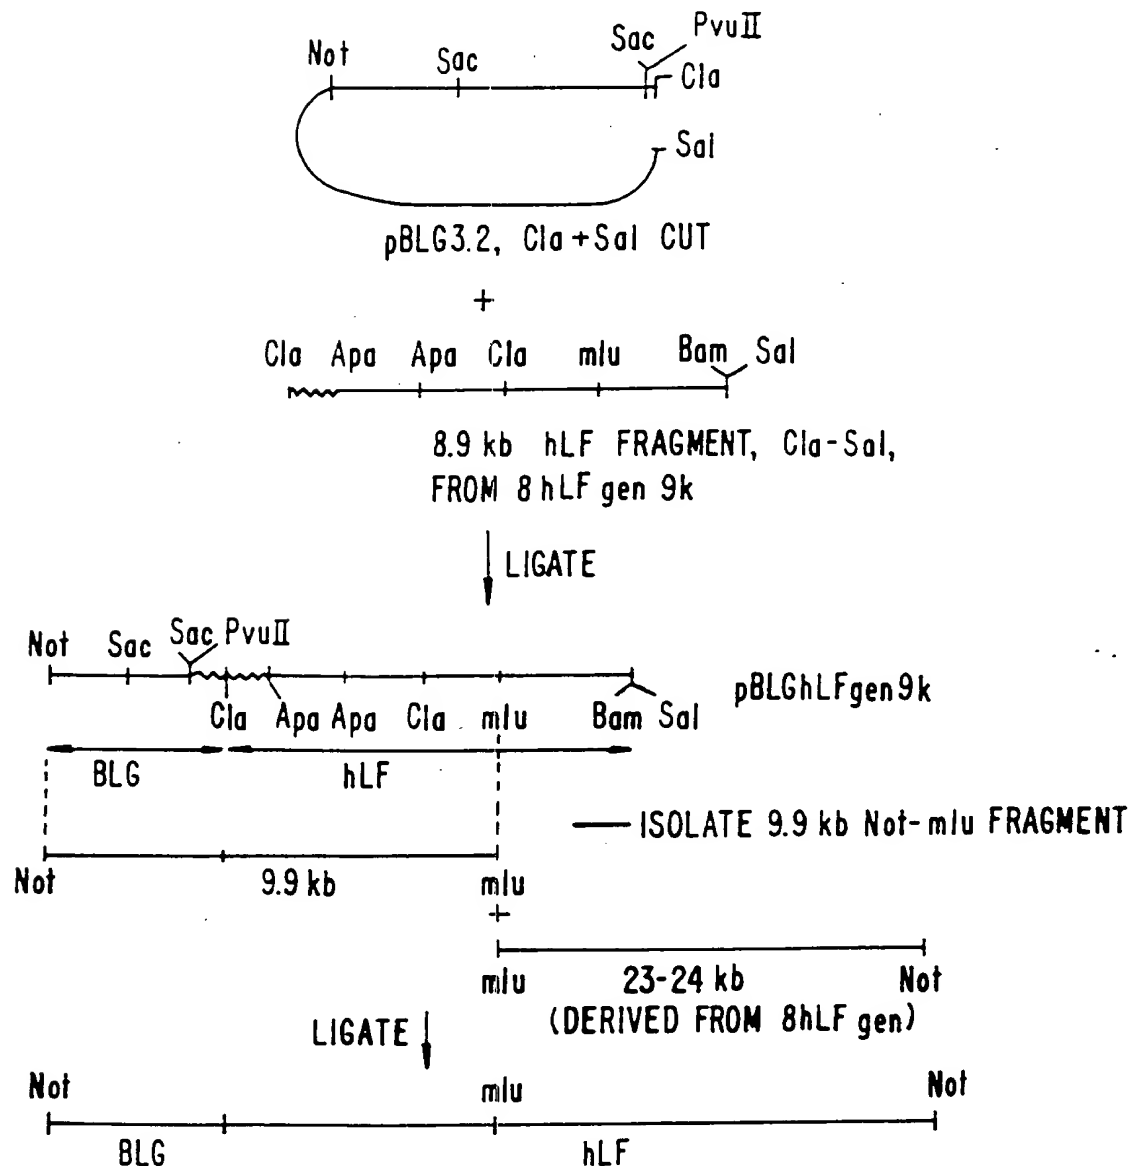 Not Sac Sac PvuII
Cla
Sal
pBLG3.2, Cla+Sal CUT
+
Cla Apa Apa Cla mlu Bam Sal
8.9 kb hLF FRAGMENT, Cla-Sal,
FROM 8hLF gen 9k
LIGATE
Not Sac Sac PvuII
pBLGhLFgen9k
Cla Apa Apa Cla mlu Bam Sal
BLG hLF
ISOLATE 9.9 kb Not-mlu FRAGMENT
Not 9.9 kb mlu
+
mlu 23-24 kb Not
(DERIVED FROM 8hLF gen)
LIGATE
Not mlu Not
BLG hLF